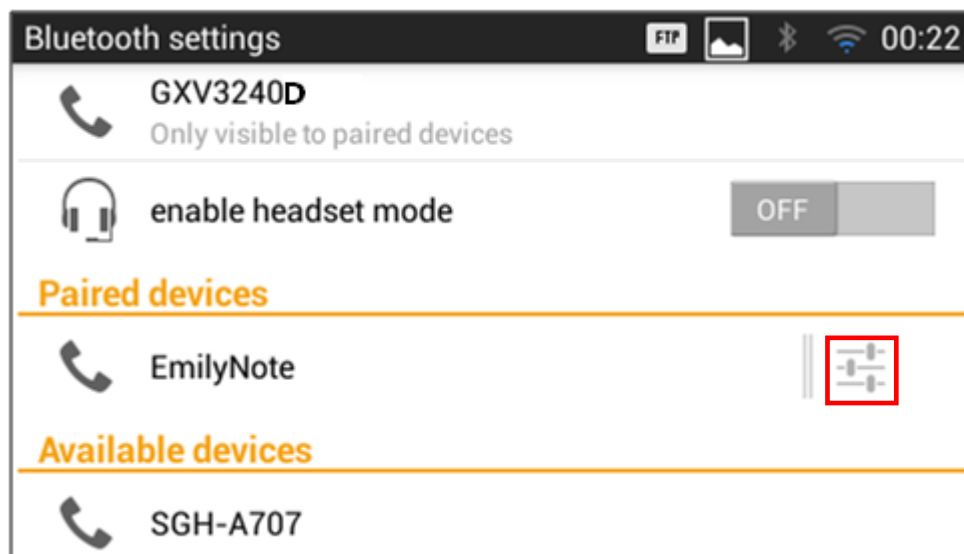 Bluetooth settings FTP 00:22
GXV3240D
Only visible to paired devices
enable headset mode OFF
Paired devices
EmilyNote
Available devices
SGH-A707